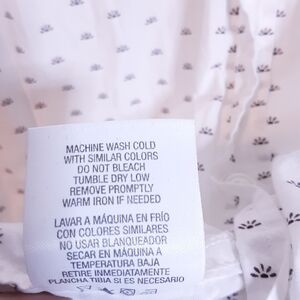 MACHINE WASH COLD
WITH SIMILAR COLORS
DO NOT BLEACH
TUMBLE DRY LOW
REMOVE PROMPTLY
WARM IRON IF NEEDED
LAVAR A MÁQUINA EN FRÍO
CON COLORES SIMILARES
NO USAR BLANQUEADOR
SECAR EN MÁQUINA A
TEMPERATURA BAJA
RETIRE INMEDIATAMENTE
PLANCHA TIBIA SI ES NECESARIO